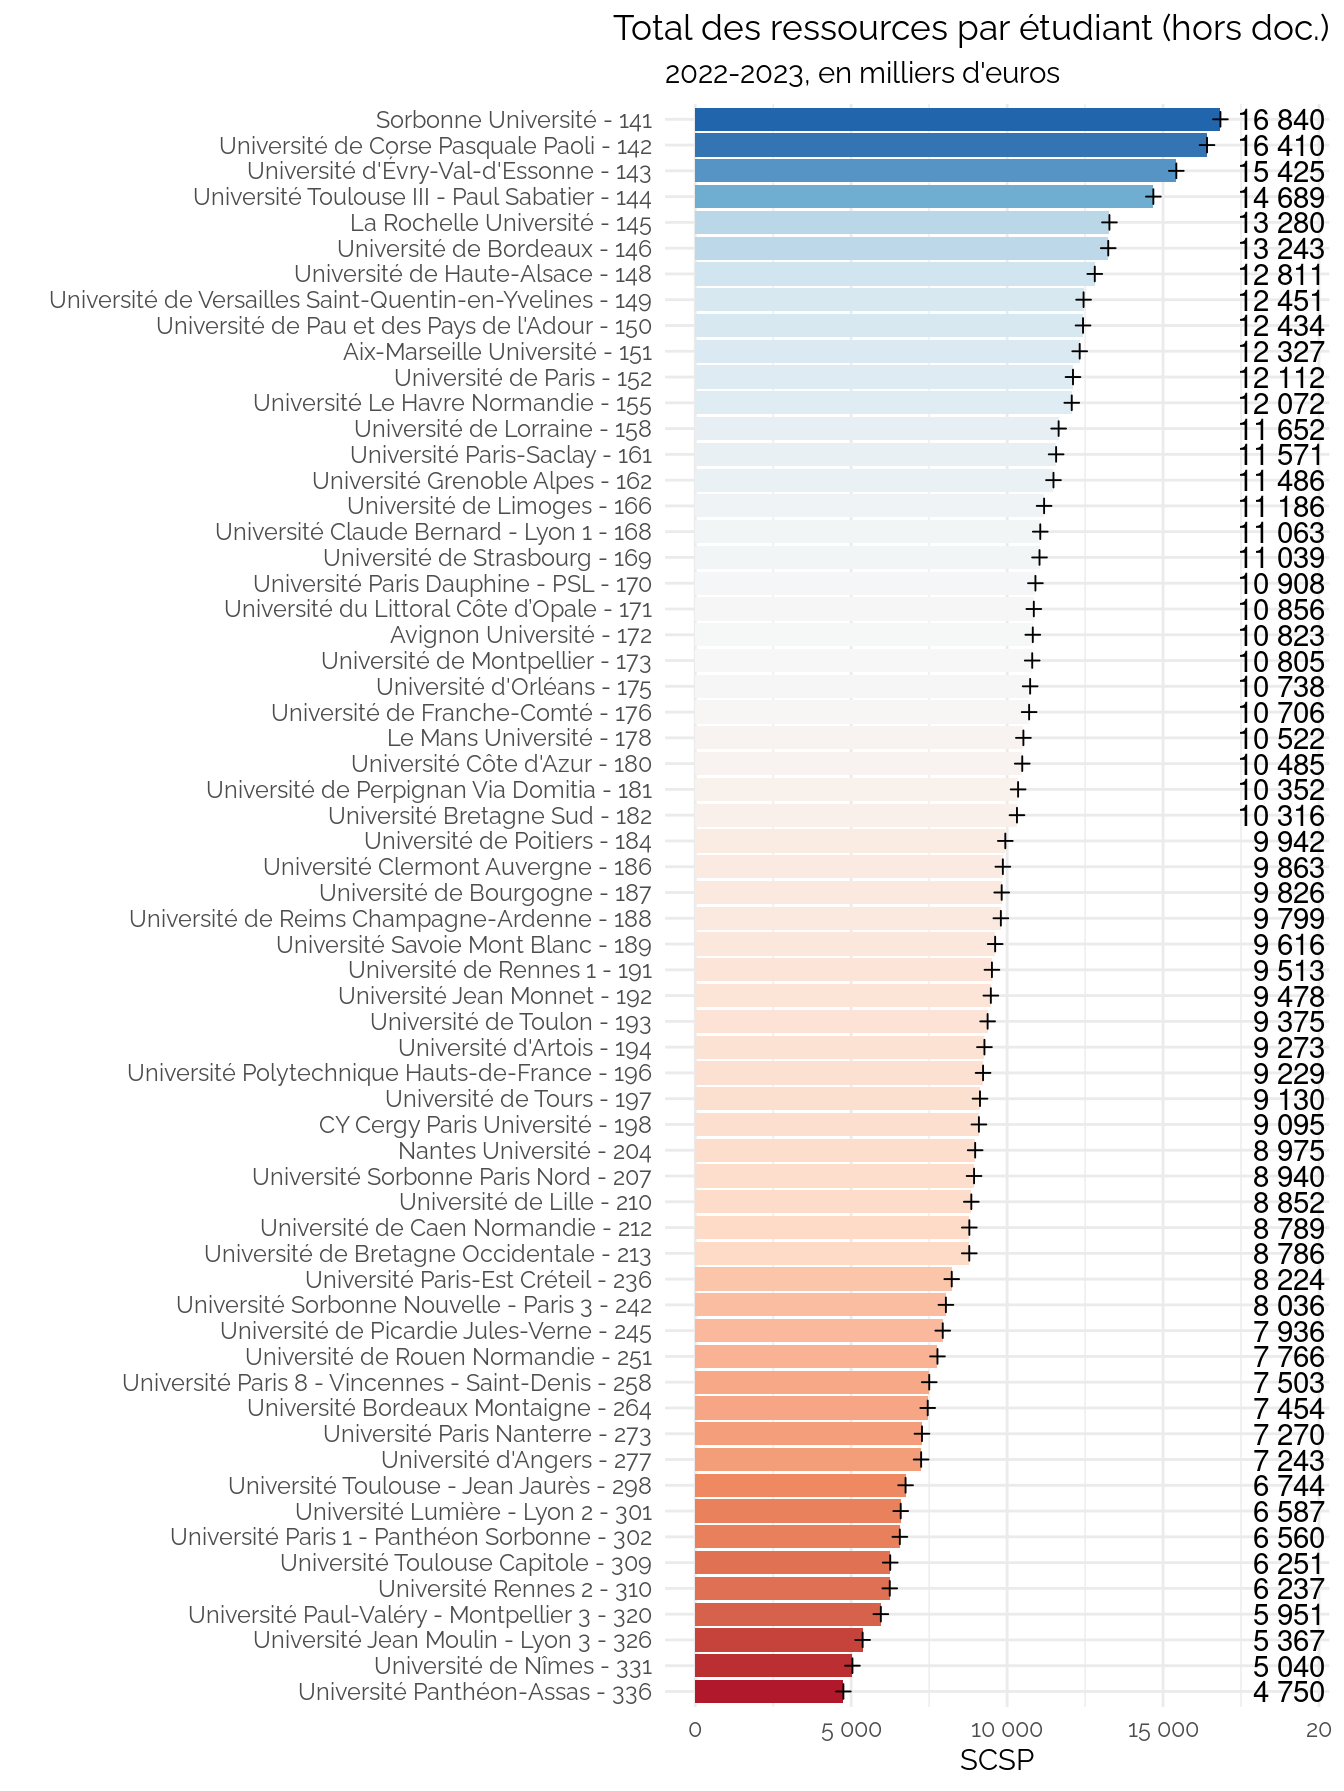 Total des ressources par étudiant (hors doc.)
2022-2023, en milliers d'euros
Sorbonne Université - 141 16 840
Université de Corse Pasquale Paoli - 142 16 410
Université d'Évry-Val-d'Essonne - 143 15 425
Université Toulouse III - Paul Sabatier - 144 14 689
La Rochelle Université - 145 13 280
Université de Bordeaux - 146 13 243
Université de Haute-Alsace - 148 12 811
Université de Versailles Saint-Quentin-en-Yvelines - 149 12 451
Université de Pau et des Pays de l'Adour - 150 12 434
Aix-Marseille Université - 151 12 327
Université de Paris - 152 12 112
Université Le Havre Normandie - 155 12 072
Université de Lorraine - 158 11 652
Université Paris-Saclay - 161 11 571
Université Grenoble Alpes - 162 11 486
Université de Limoges - 166 11 186
Université Claude Bernard - Lyon 1 - 168 11 063
Université de Strasbourg - 169 11 039
Université Paris Dauphine - PSL - 170 10 908
Université du Littoral Côte d'Opale - 171 10 856
Avignon Université - 172 10 823
Université de Montpellier - 173 10 805
Université d'Orléans - 175 10 738
Université de Franche-Comté - 176 10 706
Le Mans Université - 178 10 522
Université Côte d'Azur - 180 10 485
Université de Perpignan Via Domitia - 181 10 352
Université Bretagne Sud - 182 10 316
Université de Poitiers - 184 9 942
Université Clermont Auvergne - 186 9 863
Université de Bourgogne - 187 9 826
Université de Reims Champagne-Ardenne - 188 9 799
Université Savoie Mont Blanc - 189 9 616
Université de Rennes 1 - 191 9 513
Université Jean Monnet - 192 9 478
Université de Toulon - 193 9 375
Université d'Artois - 194 9 273
Université Polytechnique Hauts-de-France - 196 9 229
Université de Tours - 197 9 130
CY Cergy Paris Université - 198 9 095
Nantes Université - 204 8 975
Université Sorbonne Paris Nord - 207 8 940
Université de Lille - 210 8 852
Université de Caen Normandie - 212 8 789
Université de Bretagne Occidentale - 213 8 786
Université Paris-Est Créteil - 236 8 224
Université Sorbonne Nouvelle - Paris 3 - 242 8 036
Université de Picardie Jules-Verne - 245 7 936
Université de Rouen Normandie - 251 7 766
Université Paris 8 - Vincennes - Saint-Denis - 258 7 503
Université Bordeaux Montaigne - 264 7 454
Université Paris Nanterre - 273 7 270
Université d'Angers - 277 7 243
Université Toulouse - Jean Jaurès - 298 6 744
Université Lumière - Lyon 2 - 301 6 587
Université Paris 1 - Panthéon Sorbonne - 302 6 560
Université Toulouse Capitole - 309 6 251
Université Rennes 2 - 310 6 237
Université Paul-Valéry - Montpellier 3 - 320 5 951
Université Jean Moulin - Lyon 3 - 326 5 367
Université de Nîmes - 331 5 040
Université Panthéon-Assas - 336 4 750
0 5 000 10 000 15 000 20
SCSP